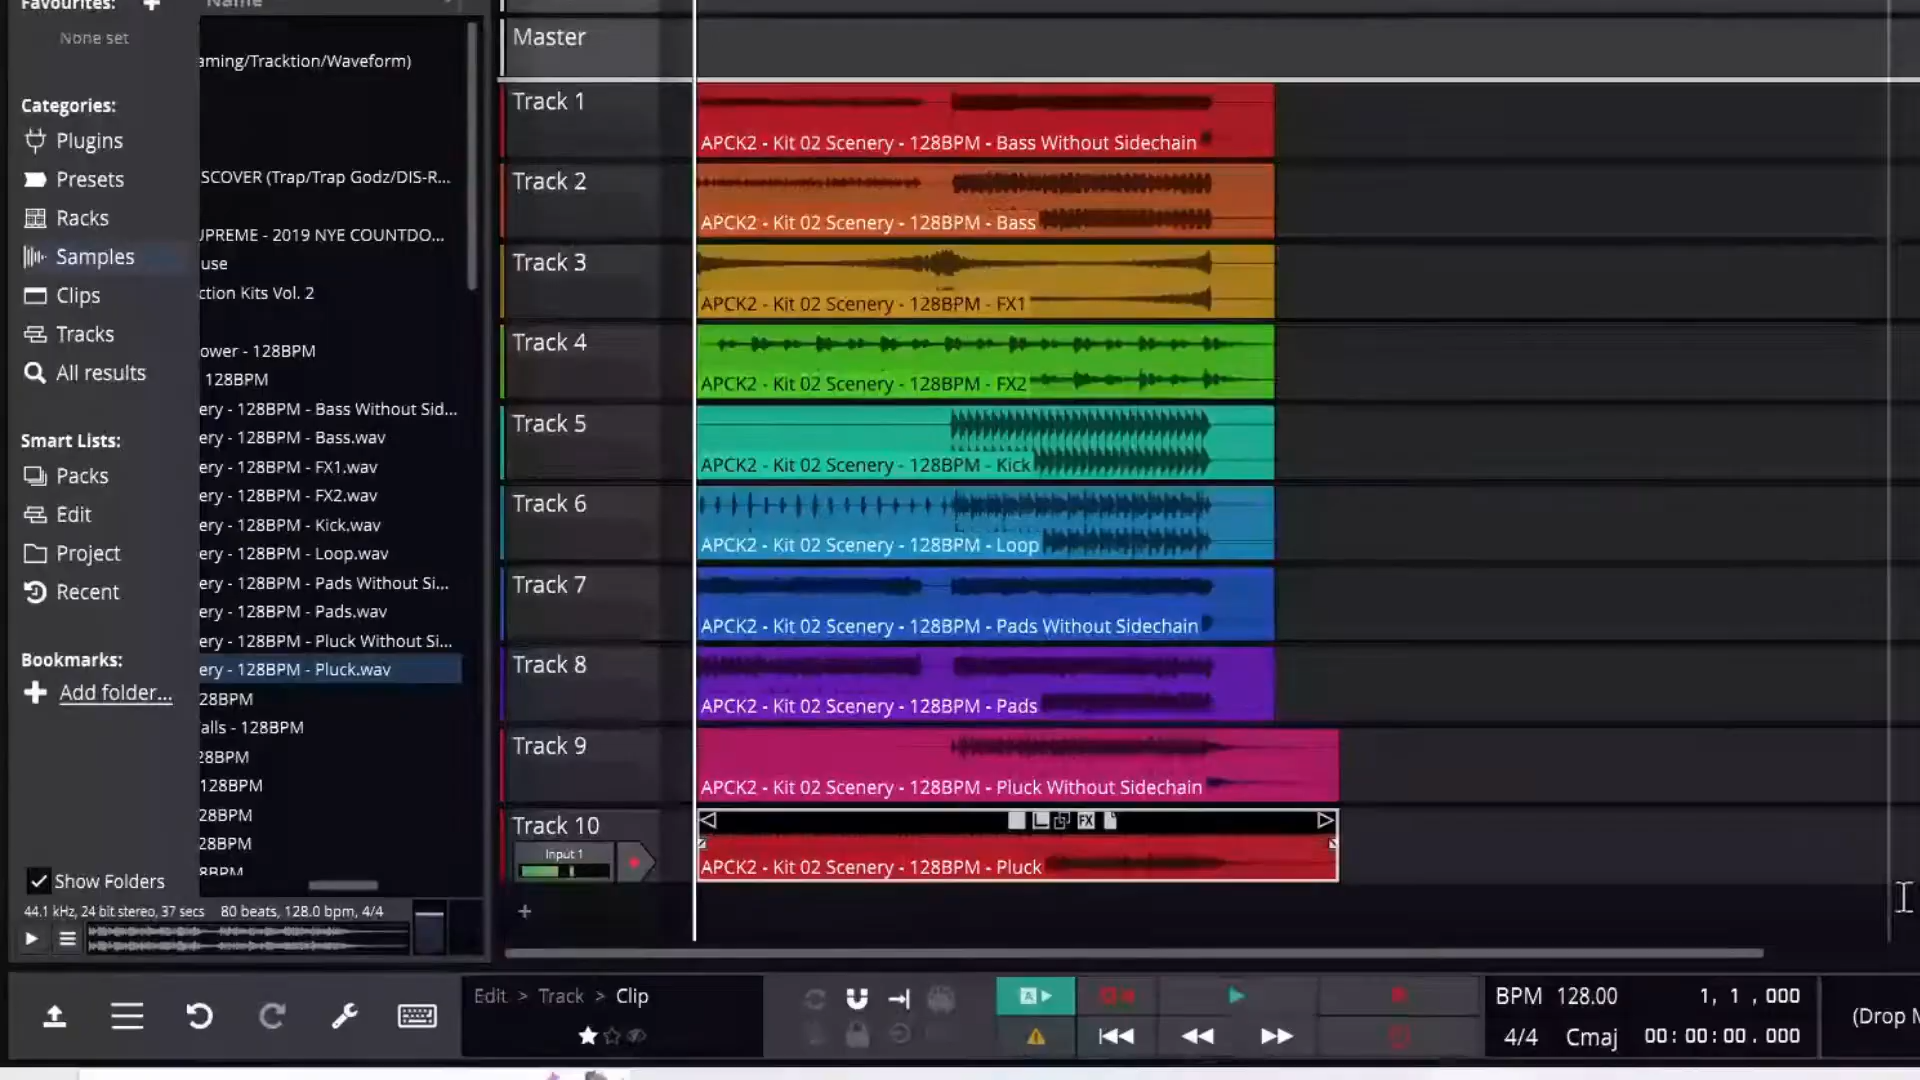 Favourites:
None set
Categories:
Plugins
Presets
Racks
Samples
Clips
Tracks
All results
Smart Lists:
Packs
Edit
Project
Recent
Bookmarks:
Add folder...
Show Folders
44.1 kHz, 24 bit stereo, 37 secs 80 beats, 128.0 bpm, 4/4
Name
aming/Tracktion/Waveform)
SCOVER (Trap/Trap Godz/DIS-R...
UPREME - 2019 NYE COUNTDO...
use
ction Kits Vol. 2
ower - 128BPM
128BPM
ery - 128BPM - Bass Without Sid...
ery - 128BPM - Bass.wav
ery - 128BPM - FX1.wav
ery - 128BPM - FX2.wav
ery - 128BPM - Kick.wav
ery - 128BPM - Loop.wav
ery - 128BPM - Pads Without Si...
ery - 128BPM - Pads.wav
ery - 128BPM - Pluck Without Si...
ery - 128BPM - Pluck.wav
28BPM
alls - 128BPM
28BPM
128BPM
28BPM
28BPM
8BPM
Master
Track 1
APCK2 - Kit 02 Scenery - 128BPM - Bass Without Sidechain
Track 2
APCK2 - Kit 02 Scenery - 128BPM - Bass
Track 3
APCK2 - Kit 02 Scenery - 128BPM - FX1
Track 4
APCK2 - Kit 02 Scenery - 128BPM - FX2
Track 5
APCK2 - Kit 02 Scenery - 128BPM - Kick
Track 6
APCK2 - Kit 02 Scenery - 128BPM - Loop
Track 7
APCK2 - Kit 02 Scenery - 128BPM - Pads Without Sidechain
Track 8
APCK2 - Kit 02 Scenery - 128BPM - Pads
Track 9
APCK2 - Kit 02 Scenery - 128BPM - Pluck Without Sidechain
Track 10
FX
Input 1
APCK2 - Kit 02 Scenery - 128BPM - Pluck
Edit > Track > Clip
A
BPM 128.00
1, 1, 000
4/4 Cmaj
00:00:00.000
(Drop M